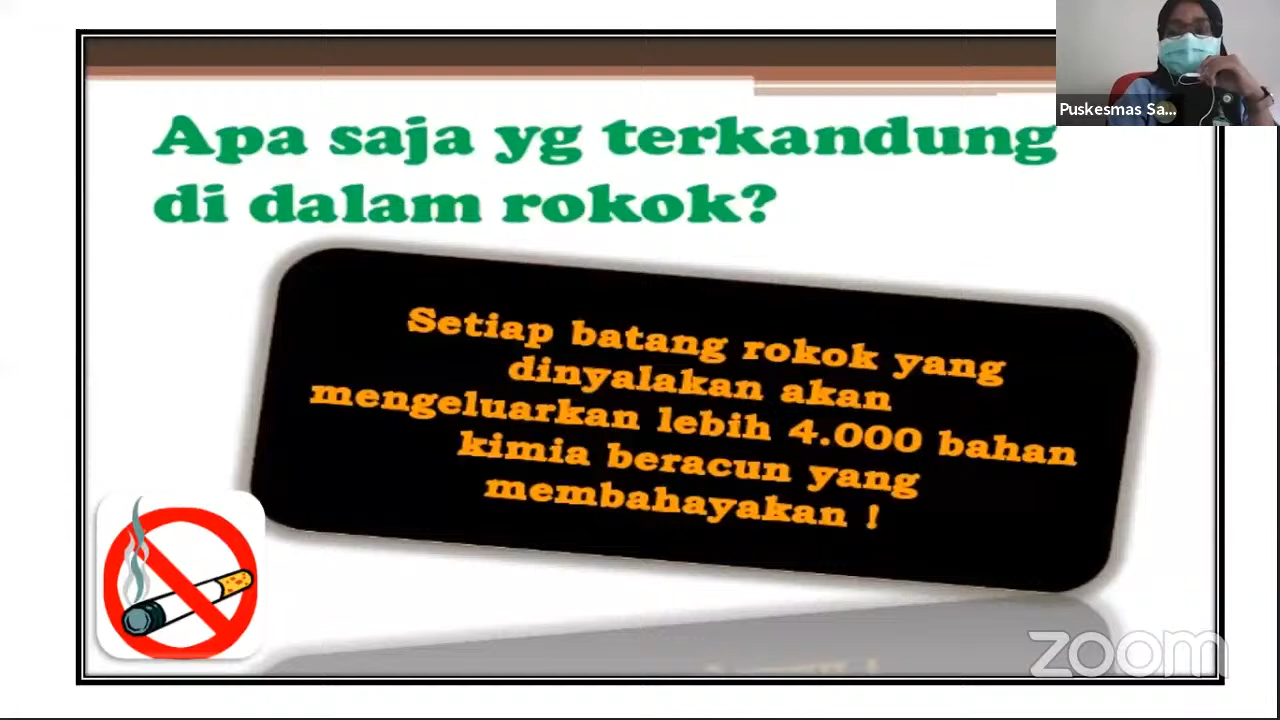 Puskesmas Sa...
Apa saja yg terkandung
di dalam rokok?
Setiap batang rokok yang
dinyalakan akan
mengeluarkan lebih 4.000 bahan
kimia beracun yang
membahayakan !
zoom